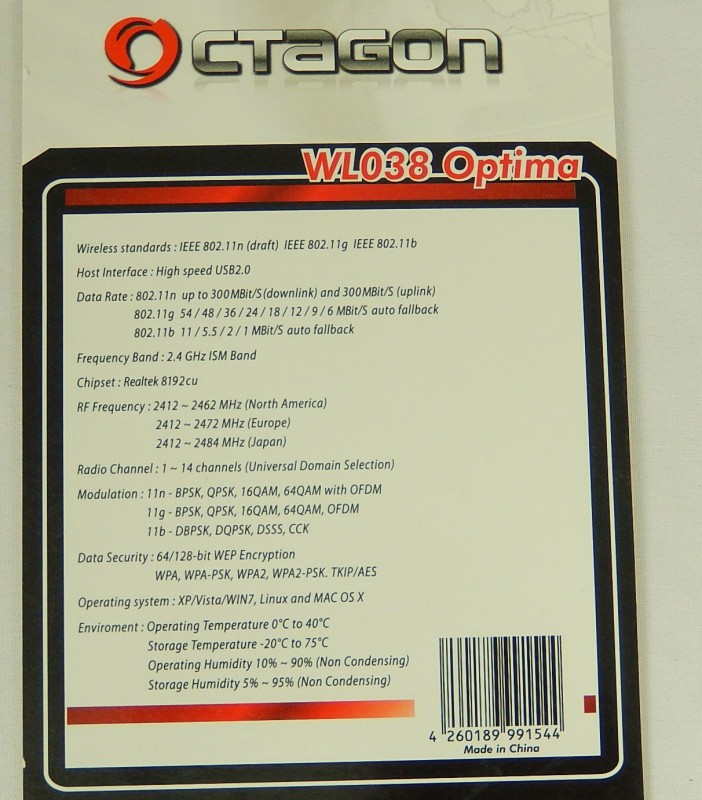 OCTAGON
WL038 Optima
Wireless standards : IEEE 802.11n (draft) IEEE 802.11g IEEE 802.11b
Host Interface : High speed USB2.0
Data Rate : 802.11n up to 300MBit/S(downlink) and 300MBit/S (uplink)
802.11g 54 / 48 / 36 / 24 / 18 / 12 / 9 / 6 MBit/S auto fallback
802.11b 11 / 5.5 / 2 / 1 MBit/S auto fallback
Frequency Band : 2.4 GHz ISM Band
Chipset : Realtek 8192cu
RF Frequency : 2412 ~ 2462 MHz (North America)
2412 ~ 2472 MHz (Europe)
2412 ~ 2484 MHz (Japan)
Radio Channel : 1 ~ 14 channels (Universal Domain Selection)
Modulation : 11n - BPSK, QPSK, 16QAM, 64QAM with OFDM
11g - BPSK, QPSK, 16QAM, 64QAM, OFDM
11b - DBPSK, DQPSK, DSSS, CCK
Data Security : 64/128-bit WEP Encryption
WPA, WPA-PSK, WPA2, WPA2-PSK. TKIP/AES
Operating system : XP/Vista/WIN7, Linux and MAC OS X
Enviroment : Operating Temperature 0°C to 40°C
Storage Temperature -20°C to 75°C
Operating Humidity 10% ~ 90% (Non Condensing)
Storage Humidity 5% ~ 95% (Non Condensing)
4 260189 991544
Made in China